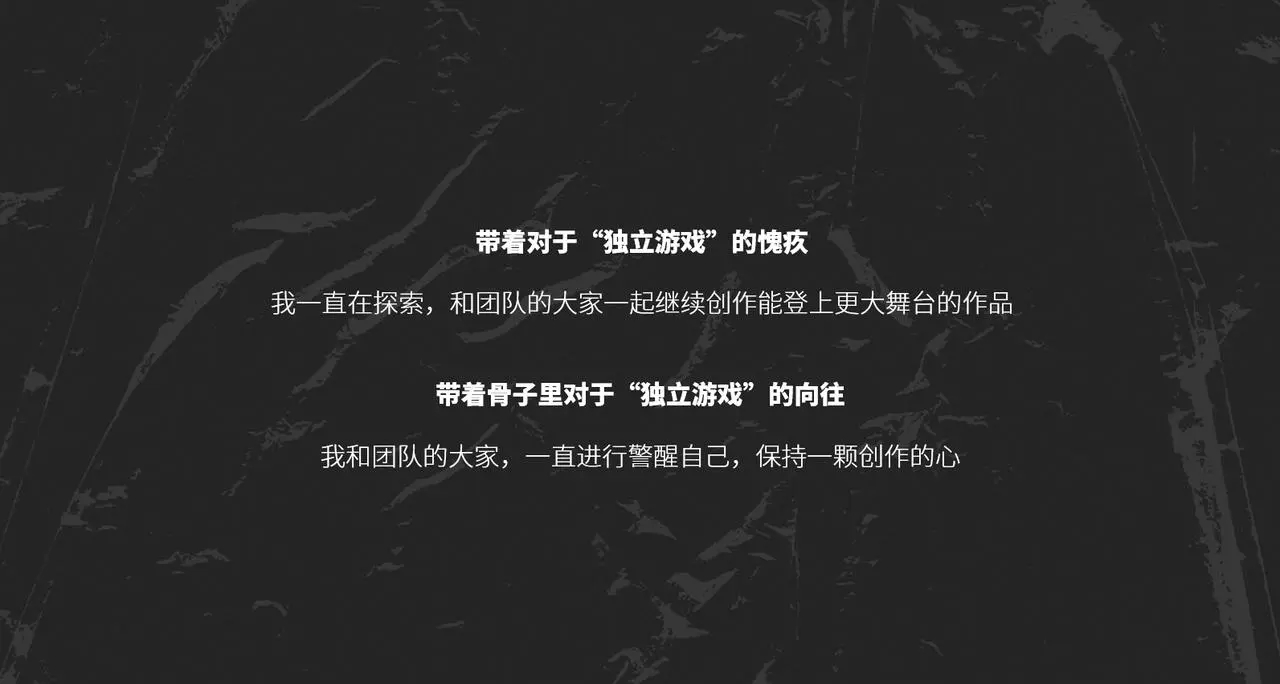 带着对于“独立游戏”的愧疚
我一直在探索，和团队的大家一起继续创作能登上更大舞台的作品
带着骨子里对于“独立游戏”的向往
我和团队的大家，一直进行警醒自己，保持一颗创作的心